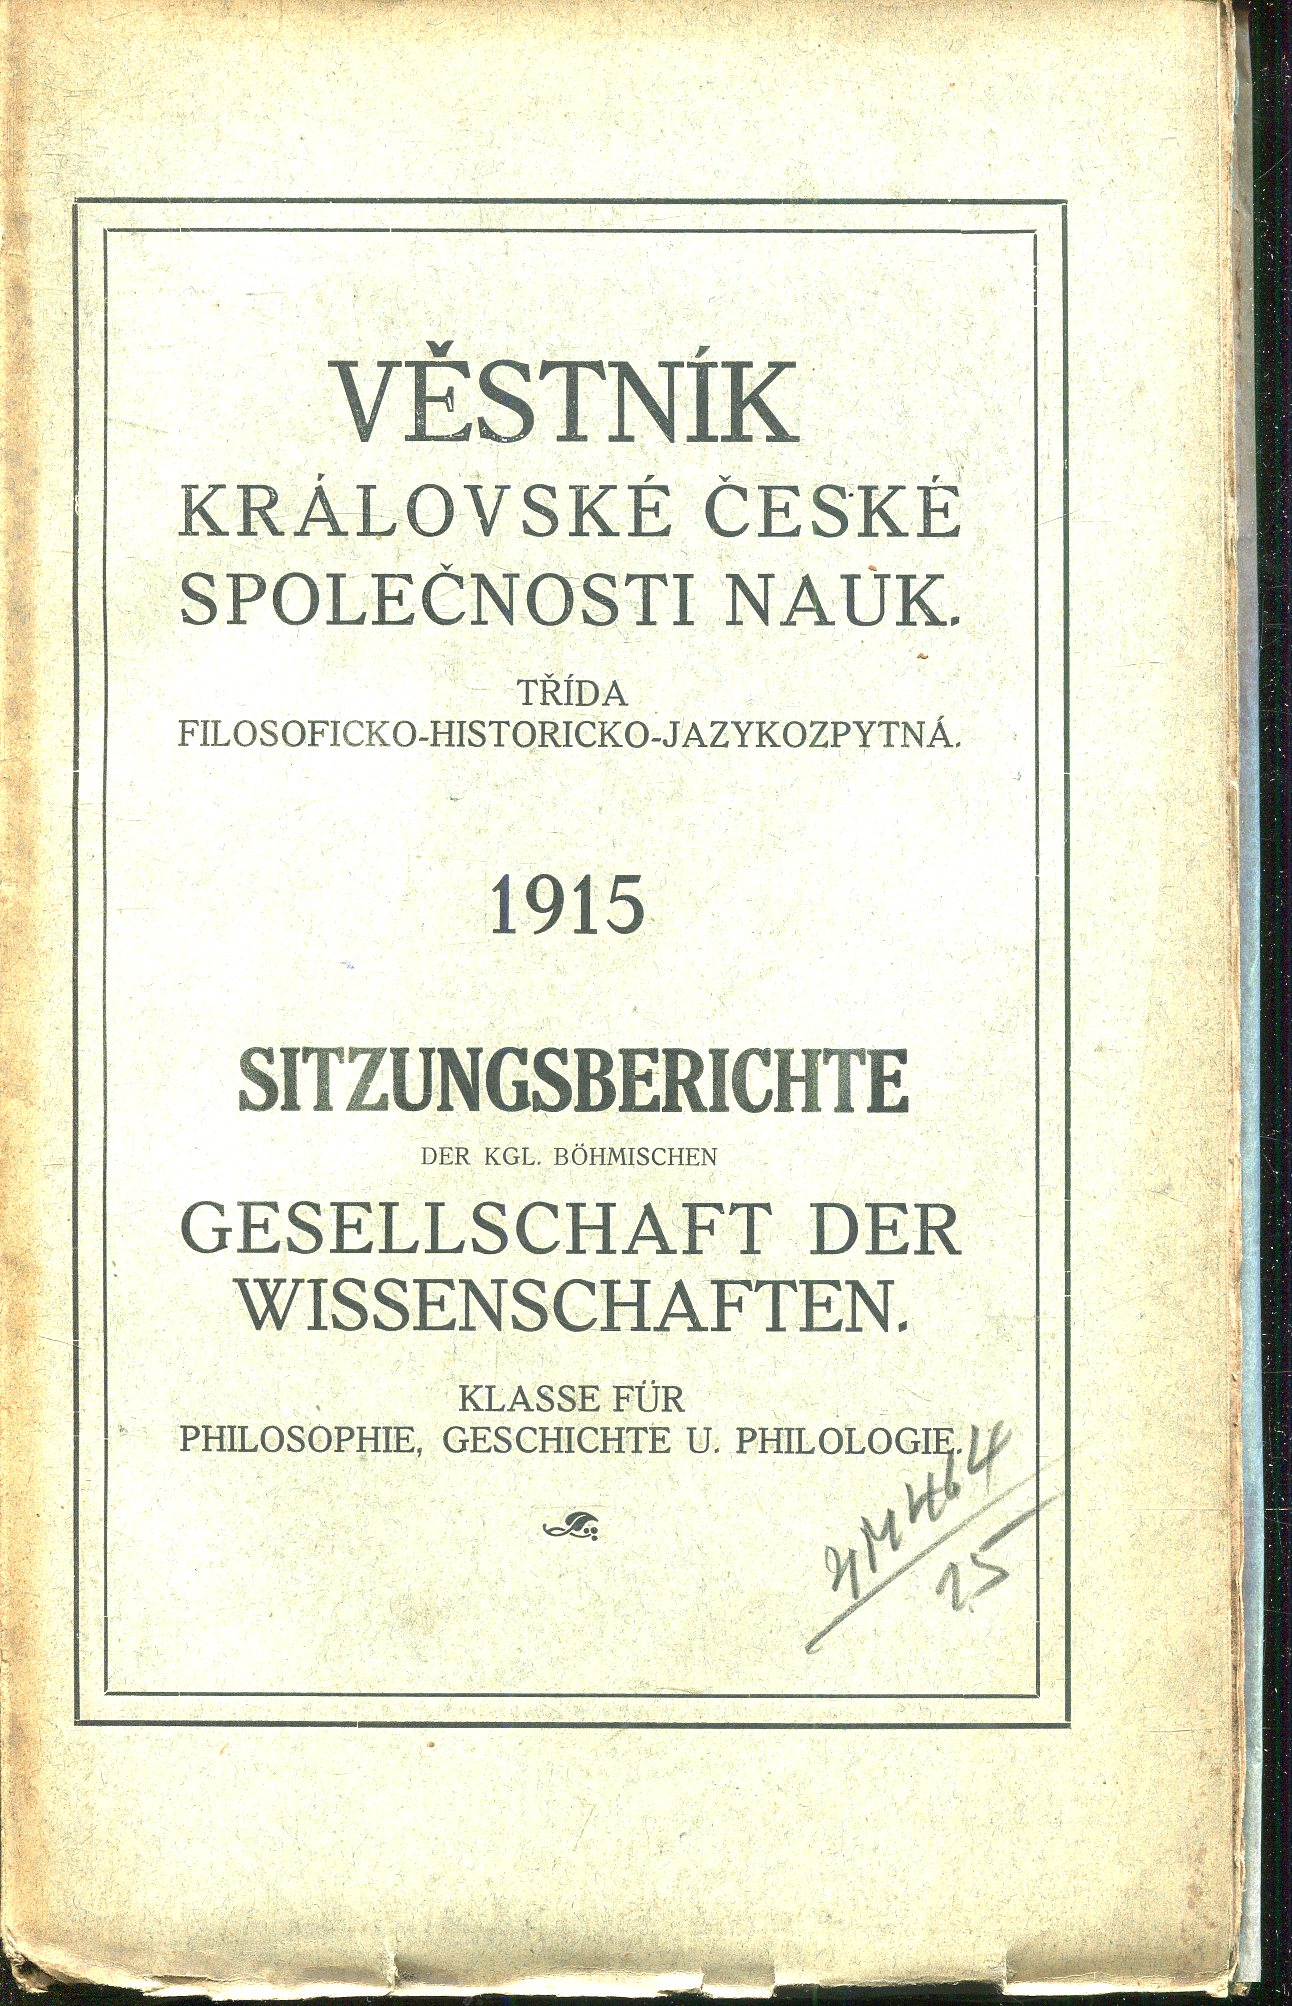 VĚSTNÍK
KRÁLOVSKÉ ČESKÉ
SPOLEČNOSTI NAUK.
TŘÍDA
FILOSOFICKO-HISTORICKO-JAZYKOZPYTNÁ.
1915
SITZUNGSBERICHTE
DER KGL. BÖHMISCHEN
GESELLSCHAFT DER
WISSENSCHAFTEN.
KLASSE FÜR
PHILOSOPHIE, GESCHICHTE U. PHILOLOGIE.